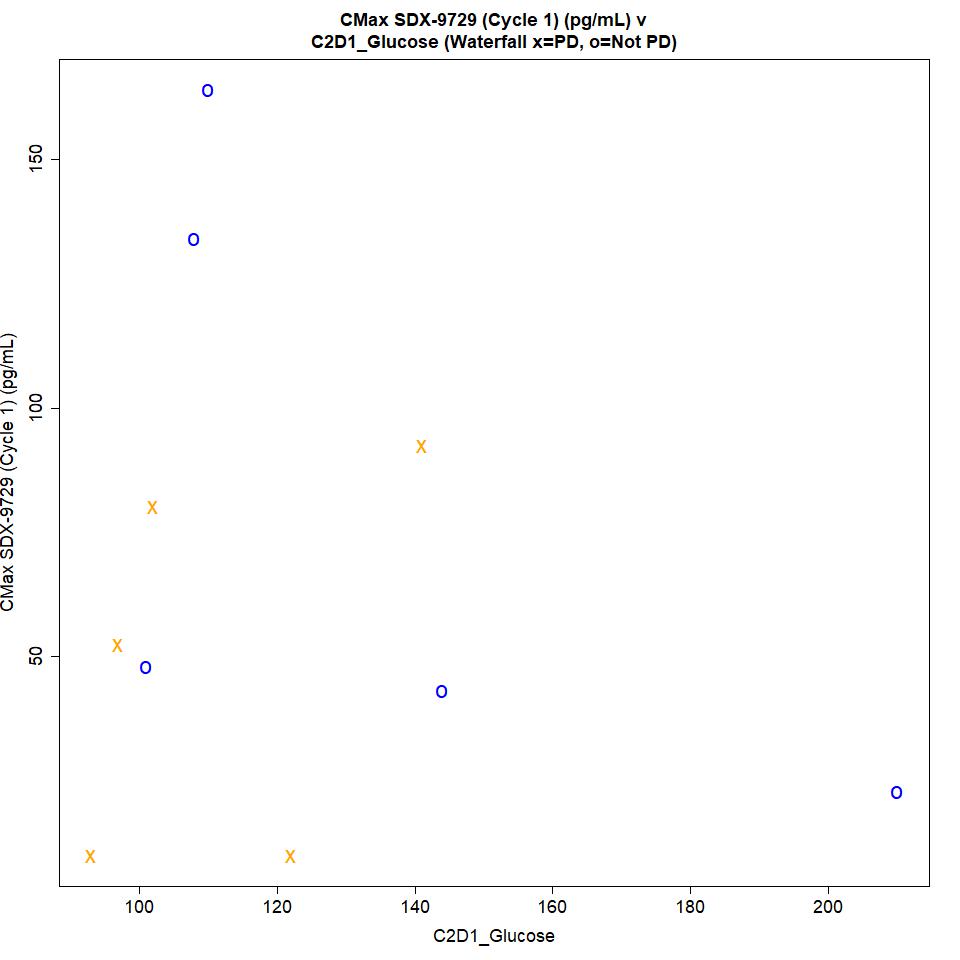 CMax SDX-9729 (Cycle 1) (pg/mL) v
C2D1_Glucose (Waterfall x=PD, o=Not PD)
CMax SDX-9729 (Cycle 1) (pg/mL)
150
100
50
O
O
X
X
X
O
O
O
X
X
100
120
140
160
180
200
C2D1_Glucose